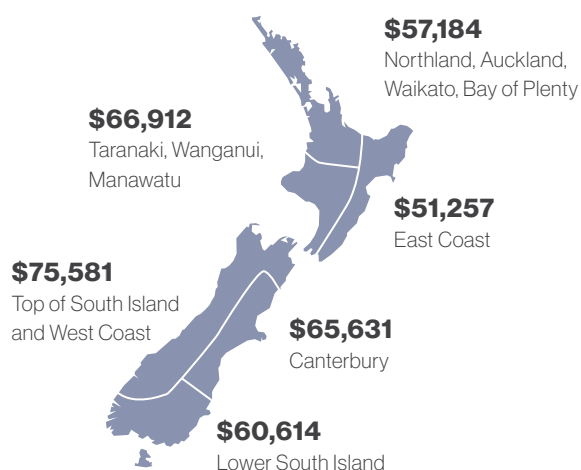 $57,184
Northland, Auckland,
Waikato, Bay of Plenty
$66,912
Taranaki, Wanganui,
Manawatu
$51,257
East Coast
$75,581
Top of South Island
and West Coast
$65,631
Canterbury
$60,614
Lower South Island